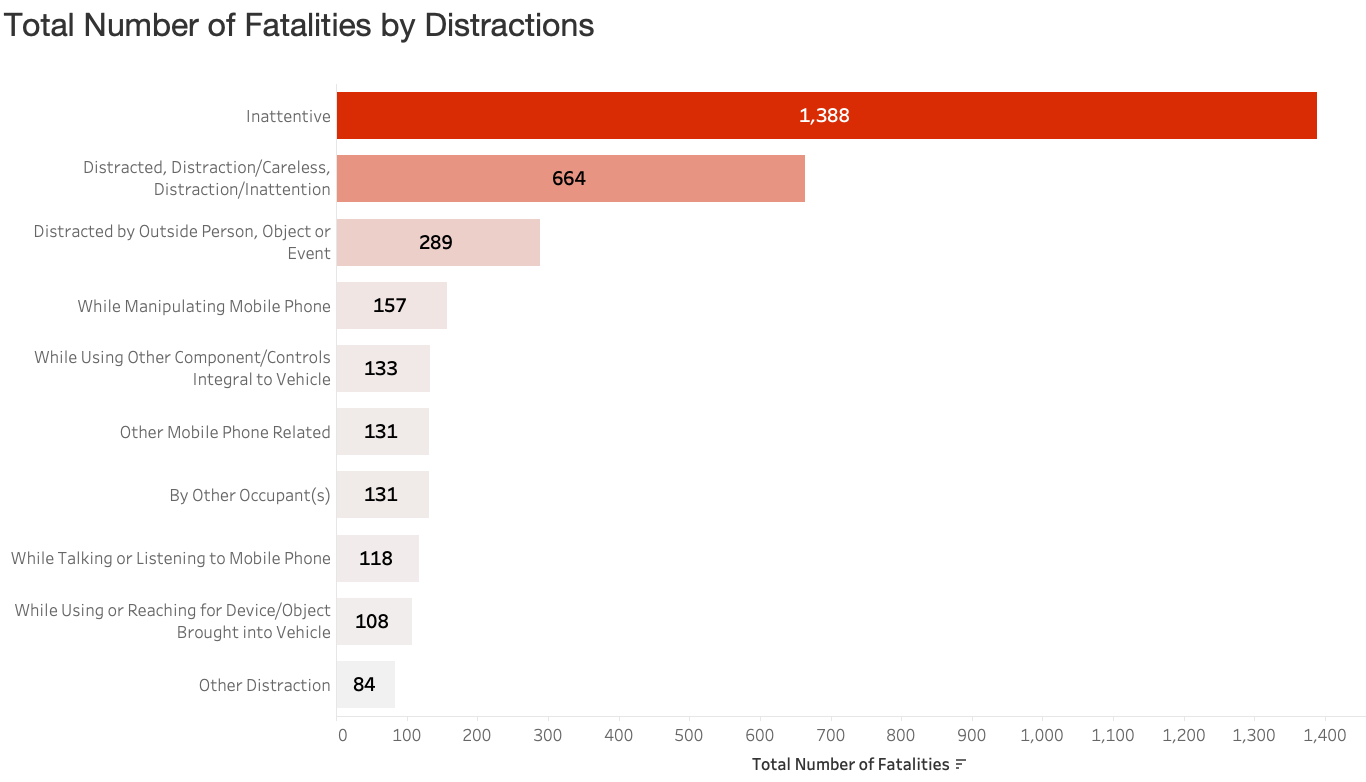 Total Number of Fatalities by Distractions
Inattentive
1,388
Distracted, Distraction/Careless,
Distraction/Inattention
664
Distracted by Outside Person, Object or
Event
289
While Manipulating Mobile Phone
157
While Using Other Component/Controls
Integral to Vehicle
133
Other Mobile Phone Related
131
By Other Occupant(s)
131
While Talking or Listening to Mobile Phone
118
While Using or Reaching for Device/Object
Brought into Vehicle
108
Other Distraction
84
0 100 200 300 400 500 600 700 800 900 1,000 1,100 1,200 1,300 1,400
Total Number of Fatalities